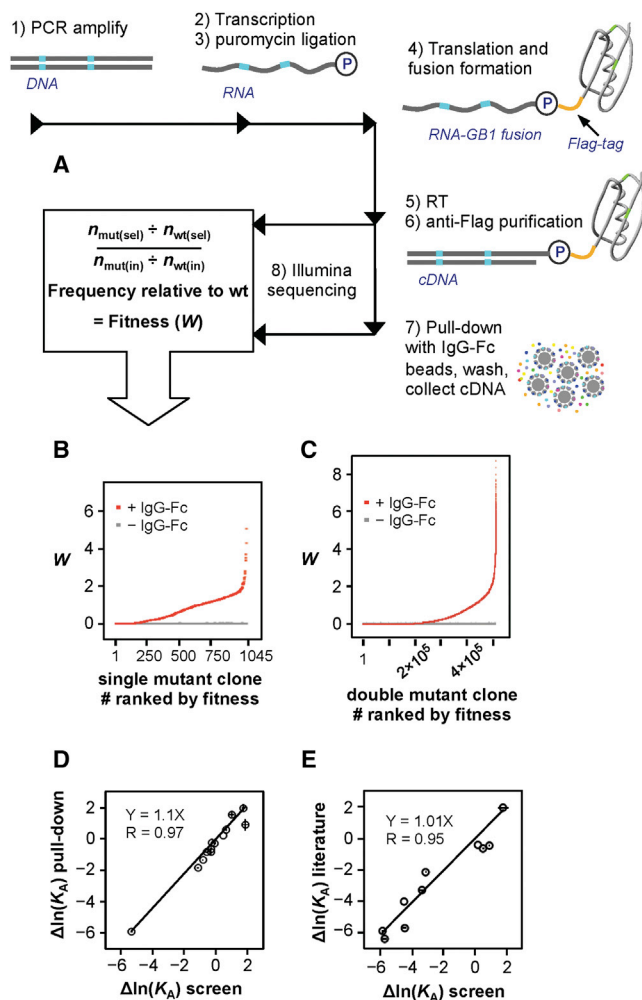 1) PCR amplify
DNA
2) Transcription
3) puromycin ligation
P
RNA
4) Translation and
fusion formation
P
RNA-GB1 fusion
Flag-tag
A
n_mut(sel) ÷ n_wt(sel)
n_mut(in) ÷ n_wt(in)
Frequency relative to wt
= Fitness (W)
8) Illumina
sequencing
5) RT
6) anti-Flag purification
P
cDNA
7) Pull-down
with IgG-Fc
beads, wash,
collect cDNA
B
+ IgG-Fc
− IgG-Fc
W
6
4
2
0
1
250
500
750
1045
single mutant clone
# ranked by fitness
C
+ IgG-Fc
− IgG-Fc
W
8
6
4
2
0
1
2×10⁵
4×10⁵
double mutant clone
# ranked by fitness
D
Y = 1.1X
R = 0.97
Δln(K_A) pull-down
2
0
−2
−4
−6
−6 −4 −2 0 2
Δln(K_A) screen
E
Y = 1.01X
R = 0.95
Δln(K_A) literature
2
0
−2
−4
−6
−6 −4 −2 0 2
Δln(K_A) screen